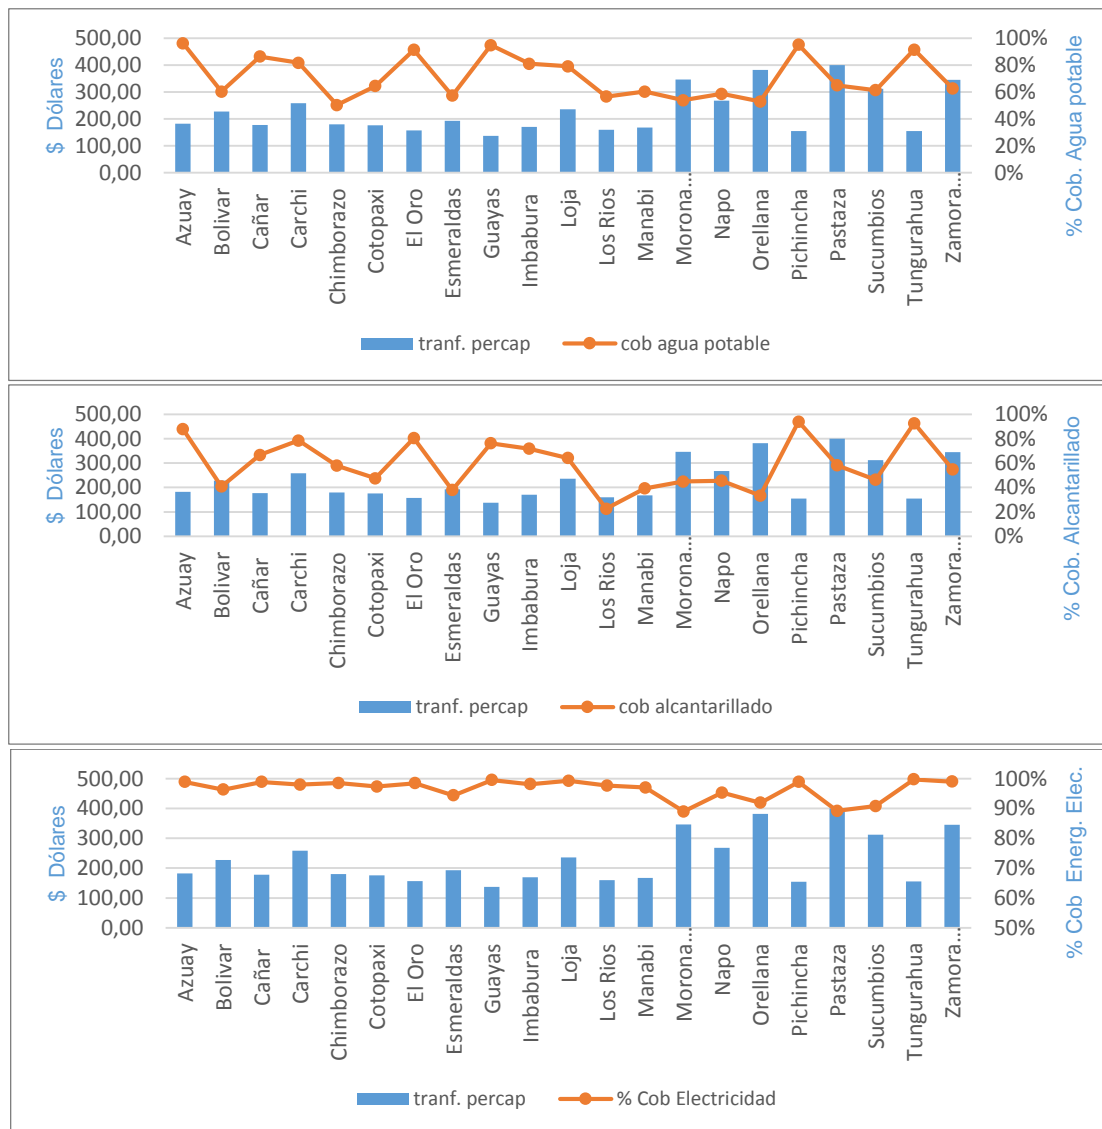 500,00
400,00
300,00
200,00
100,00
0,00
$ Dólares
100%
80%
60%
40%
20%
0%
% Cob. Agua potable
Azuay
Bolivar
Cañar
Carchi
Chimborazo
Cotopaxi
El Oro
Esmeraldas
Guayas
Imbabura
Loja
Los Rios
Manabi
Morona...
Napo
Orellana
Pichincha
Pastaza
Sucumbios
Tungurahua
Zamora...
tranf. percap
cob agua potable
500,00
400,00
300,00
200,00
100,00
0,00
$ Dólares
100%
80%
60%
40%
20%
0%
% Cob. Alcantarillado
Azuay
Bolivar
Cañar
Carchi
Chimborazo
Cotopaxi
El Oro
Esmeraldas
Guayas
Imbabura
Loja
Los Rios
Manabi
Morona...
Napo
Orellana
Pichincha
Pastaza
Sucumbios
Tungurahua
Zamora...
tranf. percap
cob alcantarillado
500,00
400,00
300,00
200,00
100,00
0,00
$ Dólares
100%
90%
80%
70%
60%
50%
% Cob Energ. Elec.
Azuay
Bolivar
Cañar
Carchi
Chimborazo
Cotopaxi
El Oro
Esmeraldas
Guayas
Imbabura
Loja
Los Rios
Manabi
Morona...
Napo
Orellana
Pichincha
Pastaza
Sucumbios
Tungurahua
Zamora...
tranf. percap
% Cob Electricidad